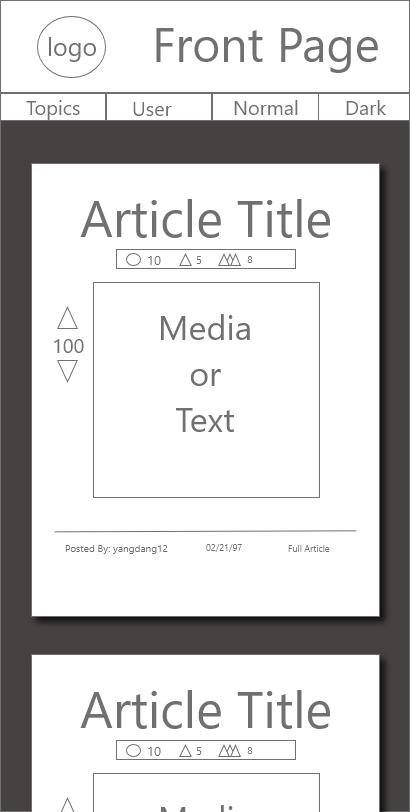 logo
Front Page
Topics User Normal Dark
Article Title
10 5 8
100
Media
or
Text
Posted By: yangdang12 02/21/97 Full Article
Article Title
10 5 8
Media